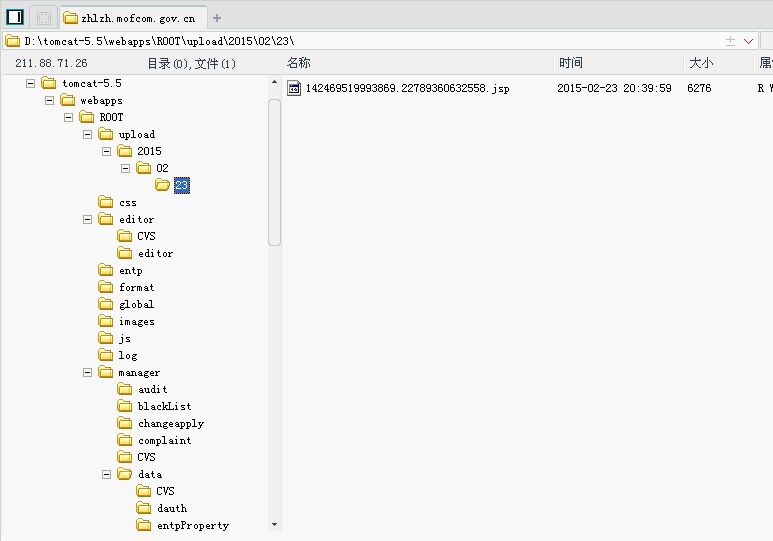 zhlzh.mofcom.gov.cn
D:\tomcat-5.5\webapps\ROOT\upload\2015\02\23\
211.88.71.26 目录(0),文件(1) 名称 时间 大小 属
tomcat-5.5
142469519993869.22789360632558.jsp 2015-02-23 20:39:59 6276 R W
webapps
ROOT
upload
2015
02
23
css
editor
CVS
editor
entp
format
global
images
js
log
manager
audit
blackList
changeapply
complaint
CVS
data
CVS
dauth
entpProperty